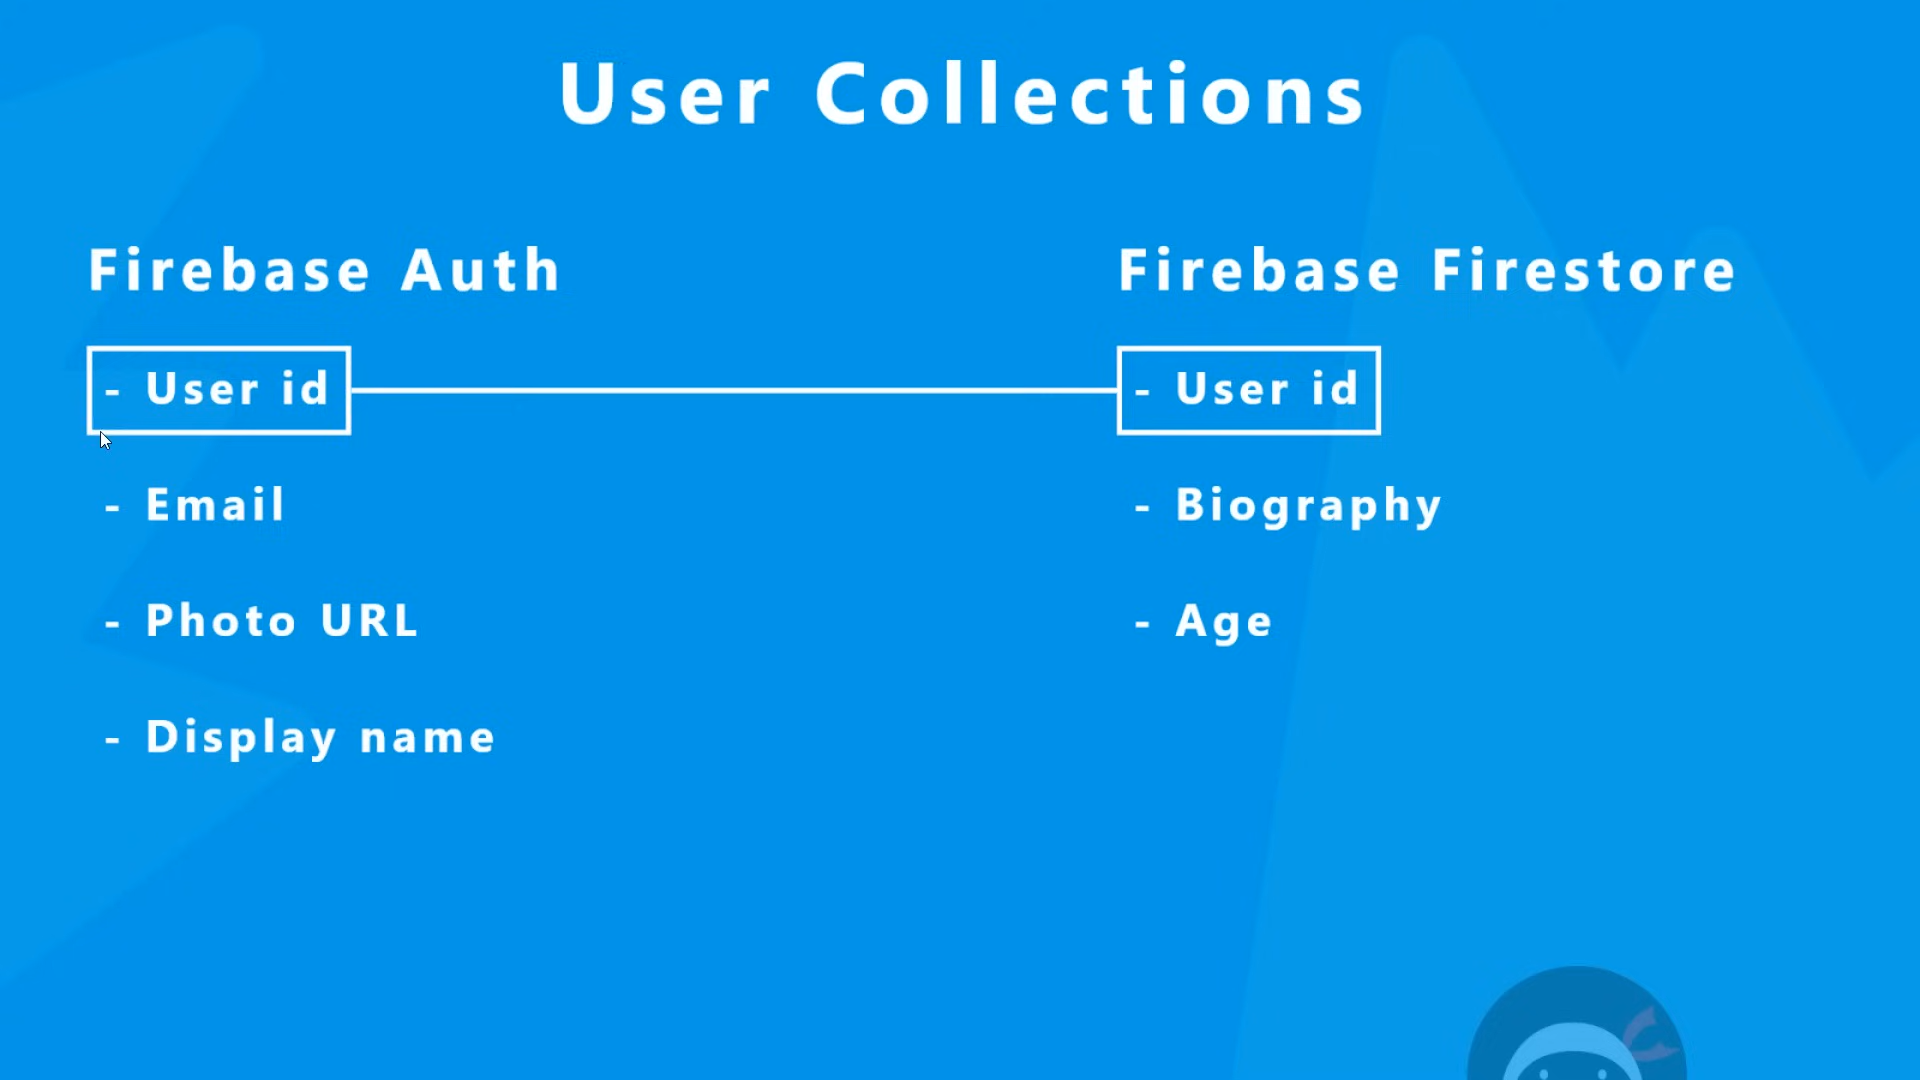 User Collections
Firebase Auth
- User id
- Email
- Photo URL
- Display name
Firebase Firestore
- User id
- Biography
- Age